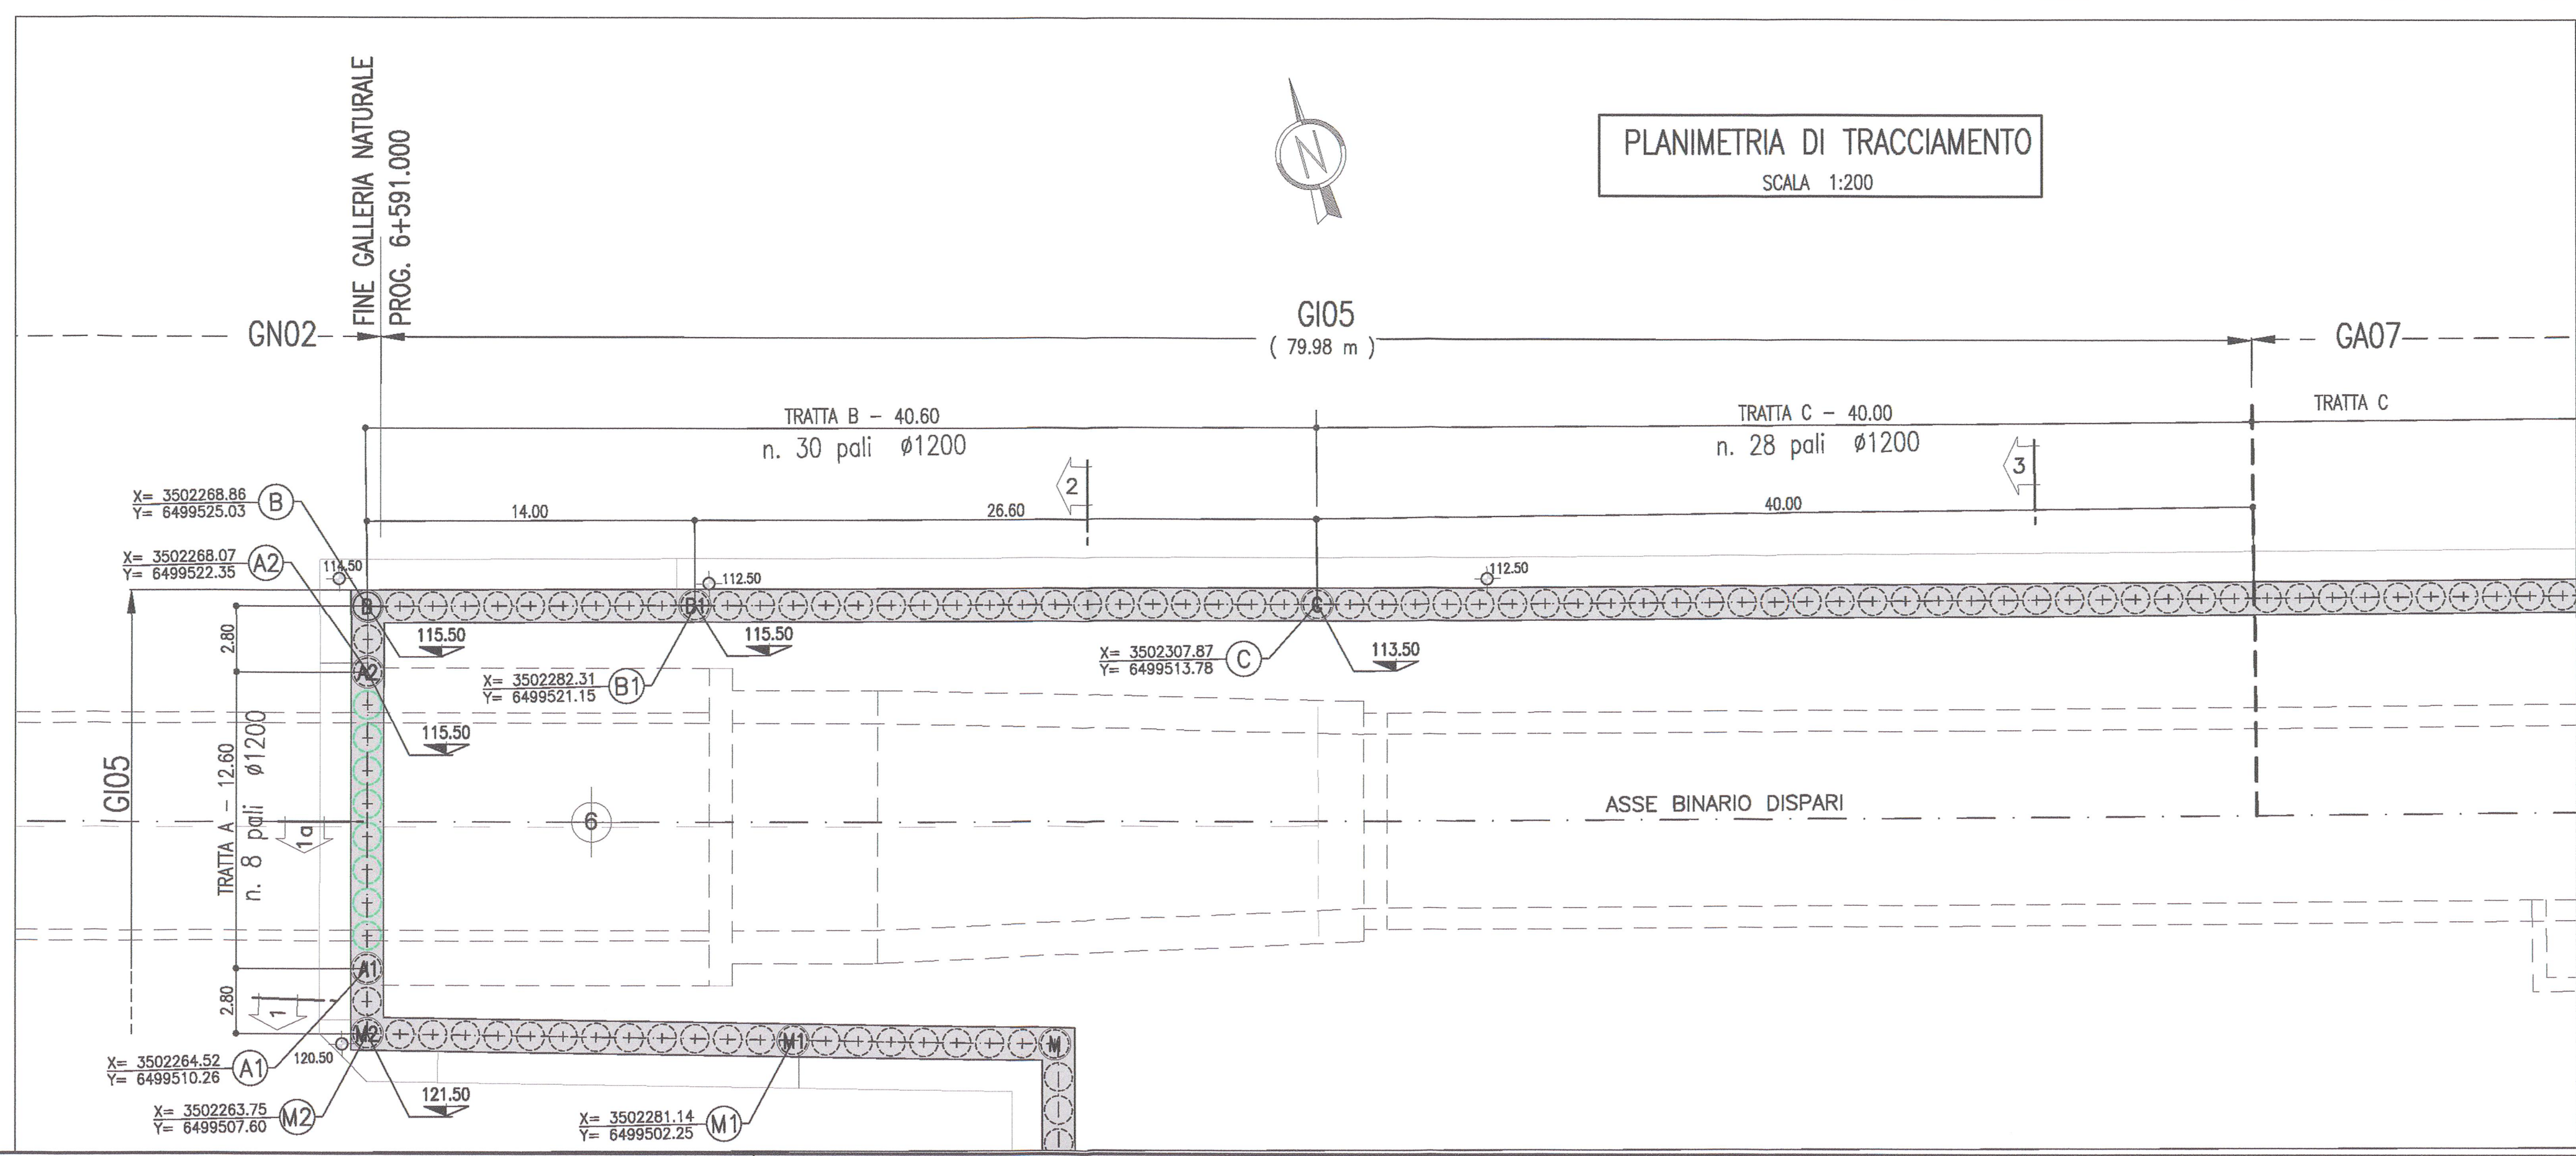 FINE GALLERIA NATURALE
PROG. 6+591.000
N
PLANIMETRIA DI TRACCIAMENTO
SCALA 1:200
GN02
GI05
( 79.98 m )
GA07
TRATTA B - 40.60
n. 30 pali ø1200
TRATTA C - 40.00
n. 28 pali ø1200
TRATTA C
2
3
14.00
26.60
40.00
X= 3502268.86
Y= 6499525.03
B
X= 3502268.07
Y= 6499522.35
A2
114.50
112.50
112.50
B
B1
C
2.80
115.50
115.50
113.50
A2
X= 3502282.31
Y= 6499521.15
B1
X= 3502307.87
Y= 6499513.78
C
115.50
GI05
TRATTA A - 12.60
n. 8 pali ø1200
1a
6
ASSE BINARIO DISPARI
A1
2.80
1
M2
M1
M
120.50
X= 3502264.52
Y= 6499510.26
A1
121.50
X= 3502263.75
Y= 6499507.60
M2
X= 3502281.14
Y= 6499502.25
M1